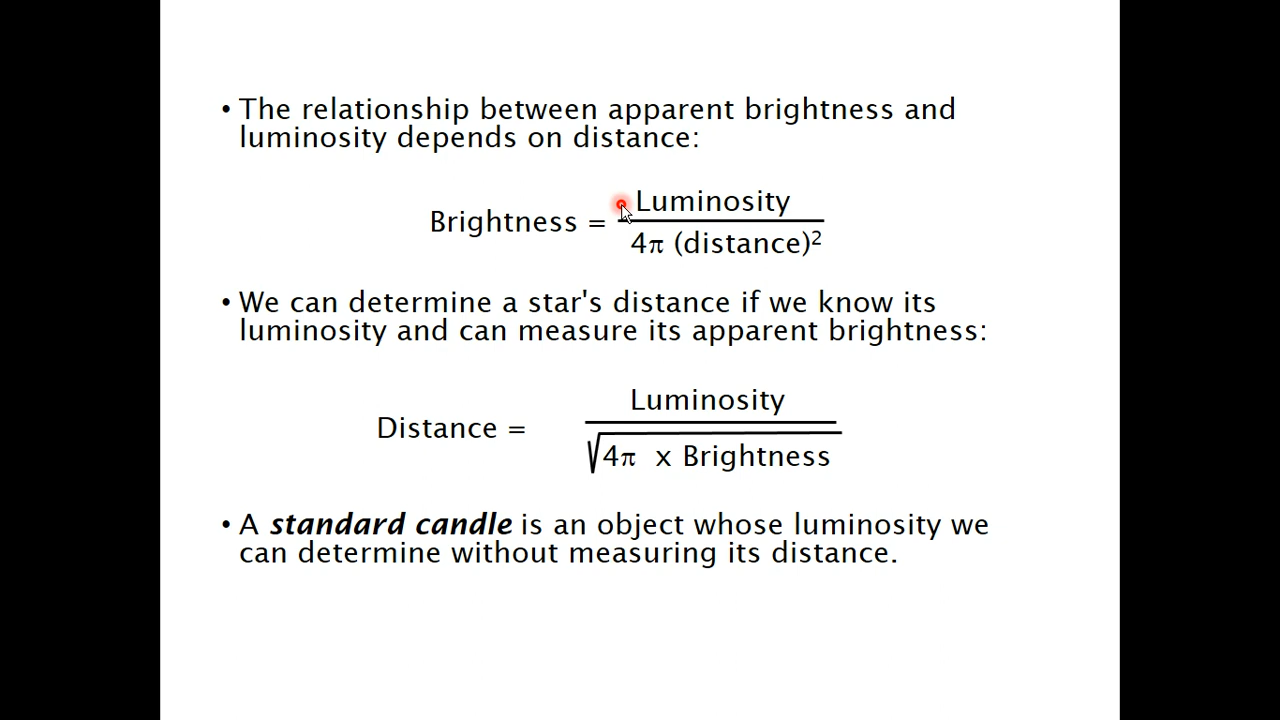 • The relationship between apparent brightness and
luminosity depends on distance:
Luminosity
Brightness =
4π (distance)²
• We can determine a star's distance if we know its
luminosity and can measure its apparent brightness:
Luminosity
Distance =
√4π x Brightness
• A standard candle is an object whose luminosity we
can determine without measuring its distance.